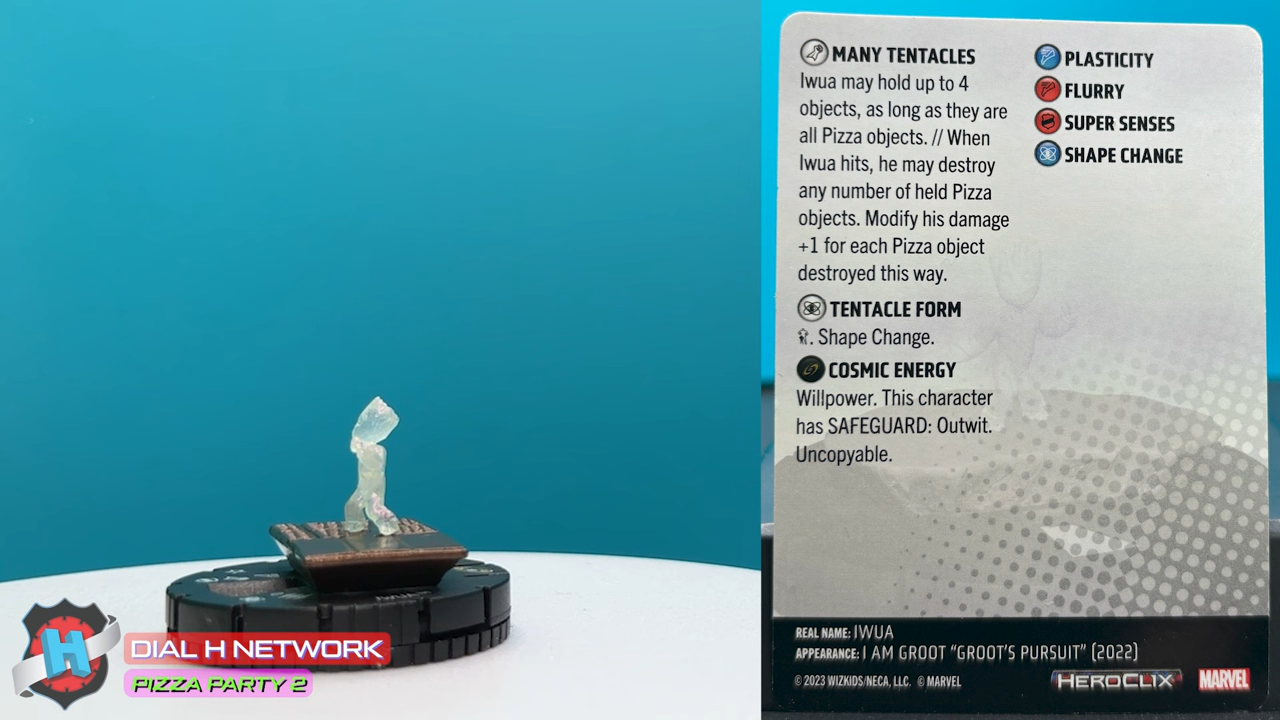 MANY TENTACLES
Iwua may hold up to 4
objects, as long as they are
all Pizza objects. // When
Iwua hits, he may destroy
any number of held Pizza
objects. Modify his damage
+1 for each Pizza object
destroyed this way.
TENTACLE FORM
. Shape Change.
COSMIC ENERGY
Willpower. This character
has SAFEGUARD: Outwit.
Uncopyable.
PLASTICITY
FLURRY
SUPER SENSES
SHAPE CHANGE
REAL NAME: IWUA
APPEARANCE: I AM GROOT "GROOT'S PURSUIT" (2022)
© 2023 WIZKIDS/NECA, LLC. © MARVEL
HEROCLIX
MARVEL
H
DIAL H NETWORK
PIZZA PARTY 2